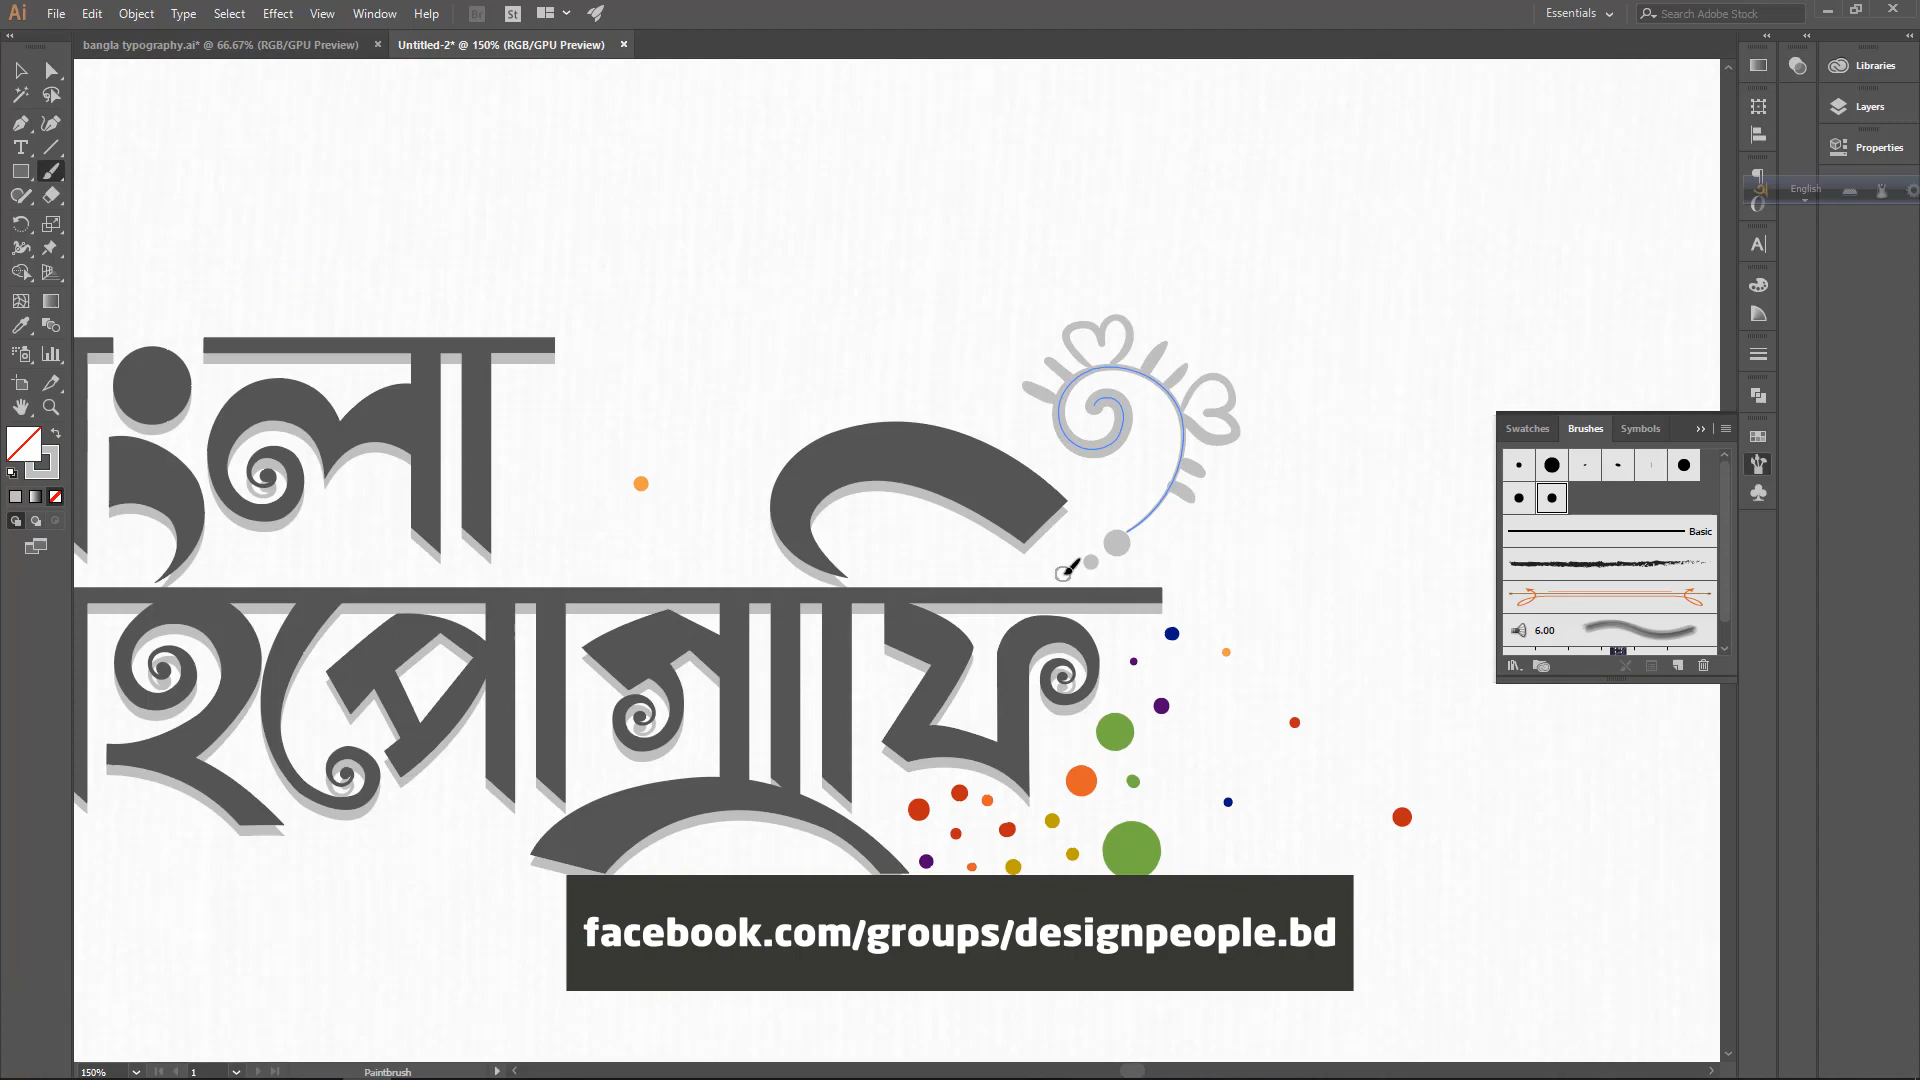 Ai File Edit Object Type Select Effect View Window Help Br St Essentials Search Adobe Stock
bangla typography.ai* @ 66.67% (RGB/GPU Preview) × Untitled-2* @ 150% (RGB/GPU Preview) ×
Libraries
Layers
Properties
English
ংলা
Swatches Brushes Symbols
Basic
6.00
facebook.com/groups/designpeople.bd
150% 1 Paintbrush